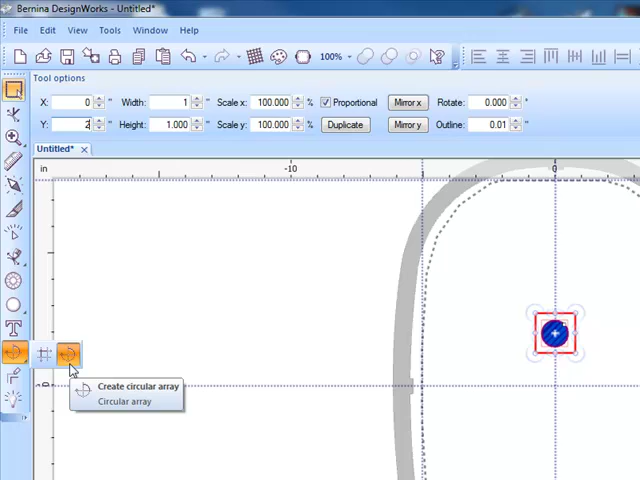 Bernina DesignWorks - Untitled*
File Edit View Tools Window Help
100%
Tool options
X: 0 " Width: 1 " Scale x: 100.000 % Proportional Mirror x Rotate: 0.000 °
Y: 2 " Height: 1.000 " Scale y: 100.000 % Duplicate Mirror y Outline: 0.01 "
Untitled*
in -10 0
0
Create circular array
Circular array